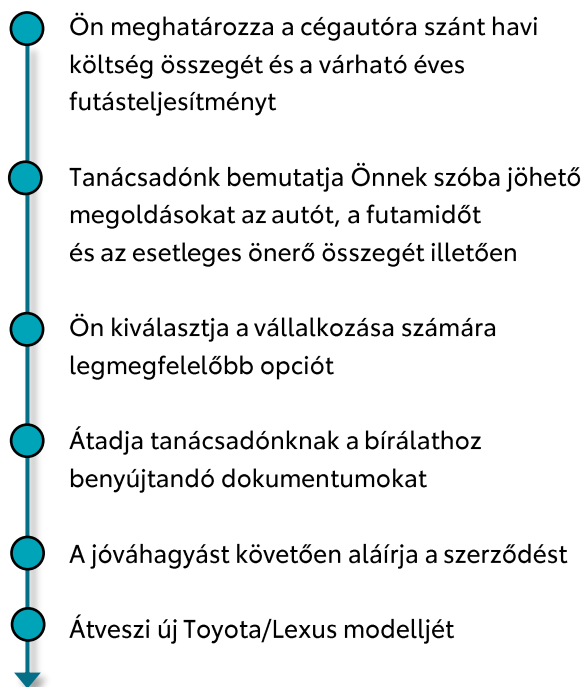 Ön meghatározza a cégautóra szánt havi
költség összegét és a várható éves
futásteljesítményt
Tanácsadónk bemutatja Önnek szóba jöhető
megoldásokat az autót, a futamidőt
és az esetleges önerő összegét illetően
Ön kiválasztja a vállalkozása számára
legmegfelelőbb opciót
Átadja tanácsadónknak a bírálathoz
benyújtandó dokumentumokat
A jóváhagyást követően aláírja a szerződést
Átveszi új Toyota/Lexus modelljét